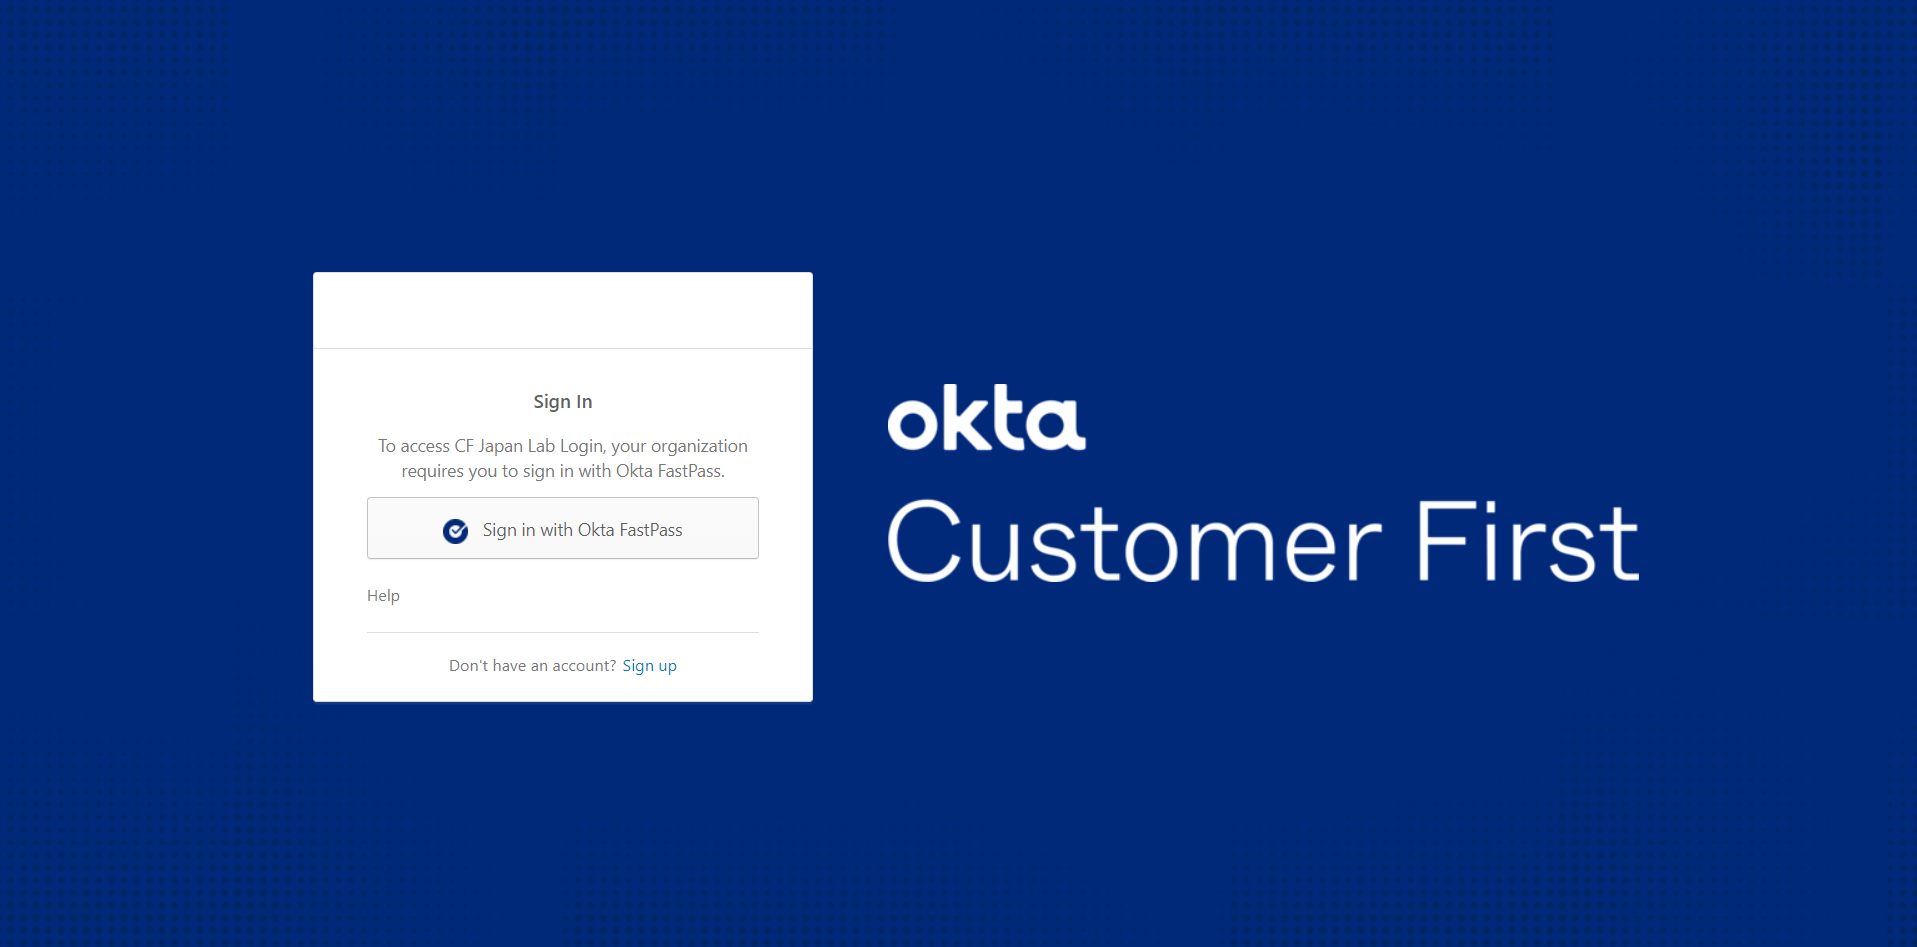 Sign In
To access CF Japan Lab Login, your organization
requires you to sign in with Okta FastPass.
Sign in with Okta FastPass
Help
Don't have an account? Sign up
okta
Customer First